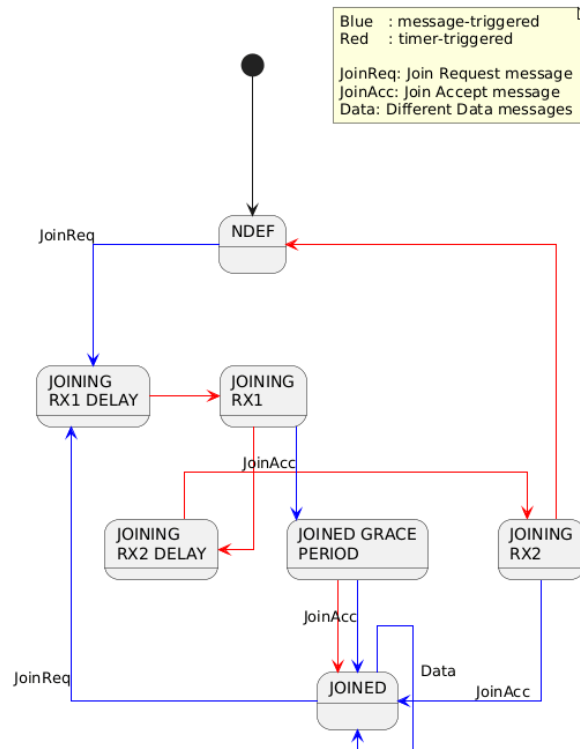 Blue   : message-triggered
Red    : timer-triggered
JoinReq: Join Request message
JoinAcc: Join Accept message
Data: Different Data messages
NDEF
JoinReq
JOINING
RX1 DELAY
JOINING
RX1
JoinAcc
JOINING
RX2 DELAY
JOINED GRACE
PERIOD
JOINING
RX2
JoinAcc
Data
JoinReq
JOINED
JoinAcc